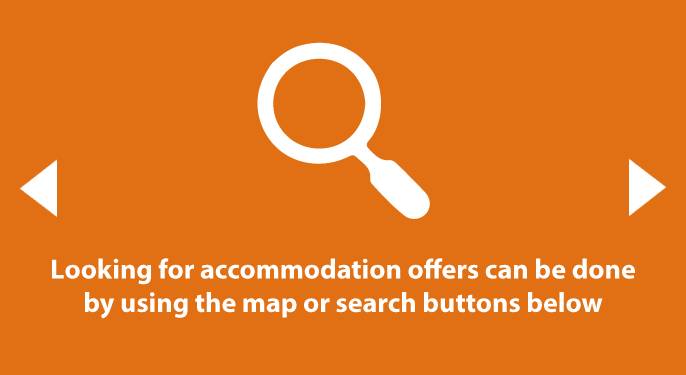 Looking for accommodation offers can be done
by using the map or search buttons below